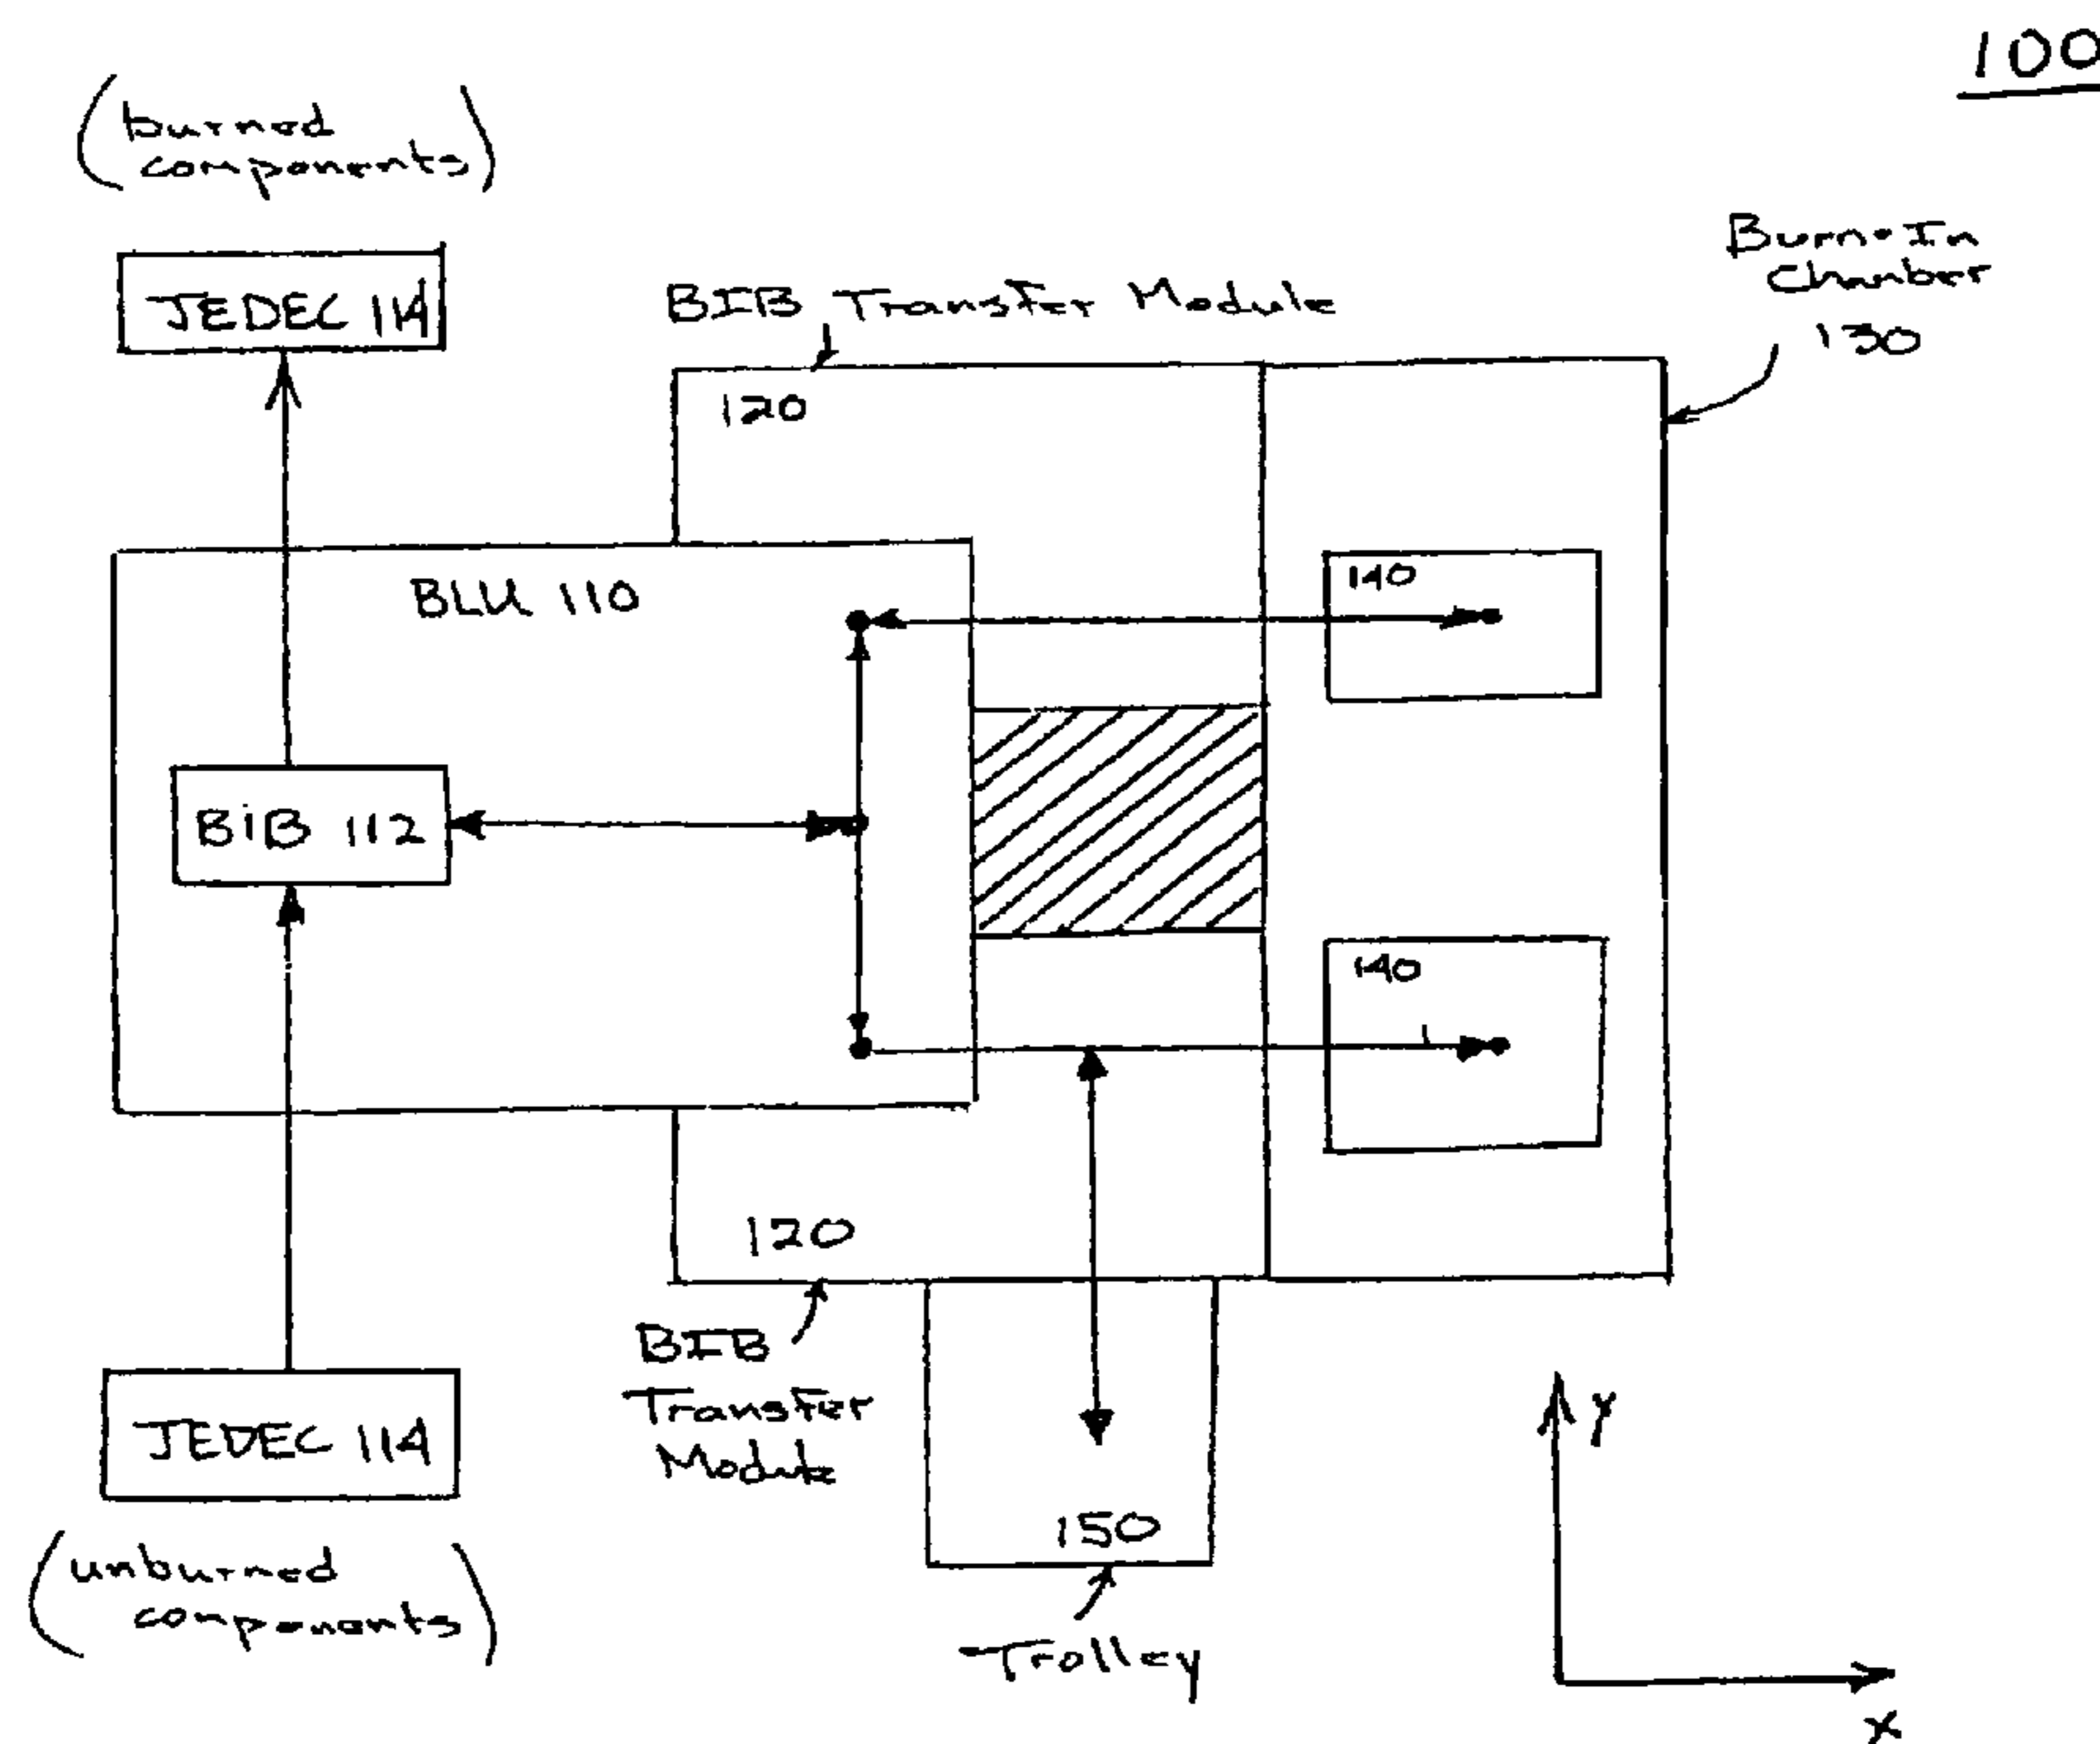 100
(burned
components)
JEDEC 114
BIB Transfer Module
Burn-In
Chamber
130
120
BLU 110
140
BiB 112
140
120
BIB
Transfer
Module
JEDEC 114
150
(unburned
components)
Trolley
Y
X